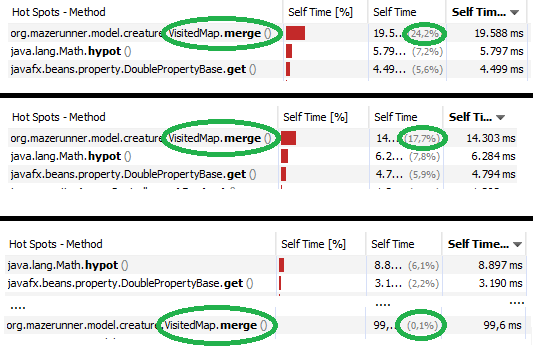 Hot Spots - Method Self Time [%] Self Time Self Tim...
org.mazerunner.model.creature.VisitedMap.merge () 19.5... (24,2%) 19.588 ms
java.lang.Math.hypot () 5.79... (7,2%) 5.797 ms
javafx.beans.property.DoublePropertyBase.get () 4.49... (5,6%) 4.499 ms
Hot Spots - Method Self Time [%] Self Time Self Ti...
org.mazerunner.model.creature.VisitedMap.merge () 14.... (17,7%) 14.303 ms
java.lang.Math.hypot () 6.2... (7,8%) 6.284 ms
javafx.beans.property.DoublePropertyBase.get () 4.7... (5,9%) 4.794 ms
Hot Spots - Method Self Time [%] Self Time Self Time...
java.lang.Math.hypot () 8.8... (6,1%) 8.897 ms
javafx.beans.property.DoublePropertyBase.get () 3.1... (2,2%) 3.190 ms
.... .... ....
org.mazerunner.model.creature.VisitedMap.merge () 99,... (0,1%) 99,6 ms